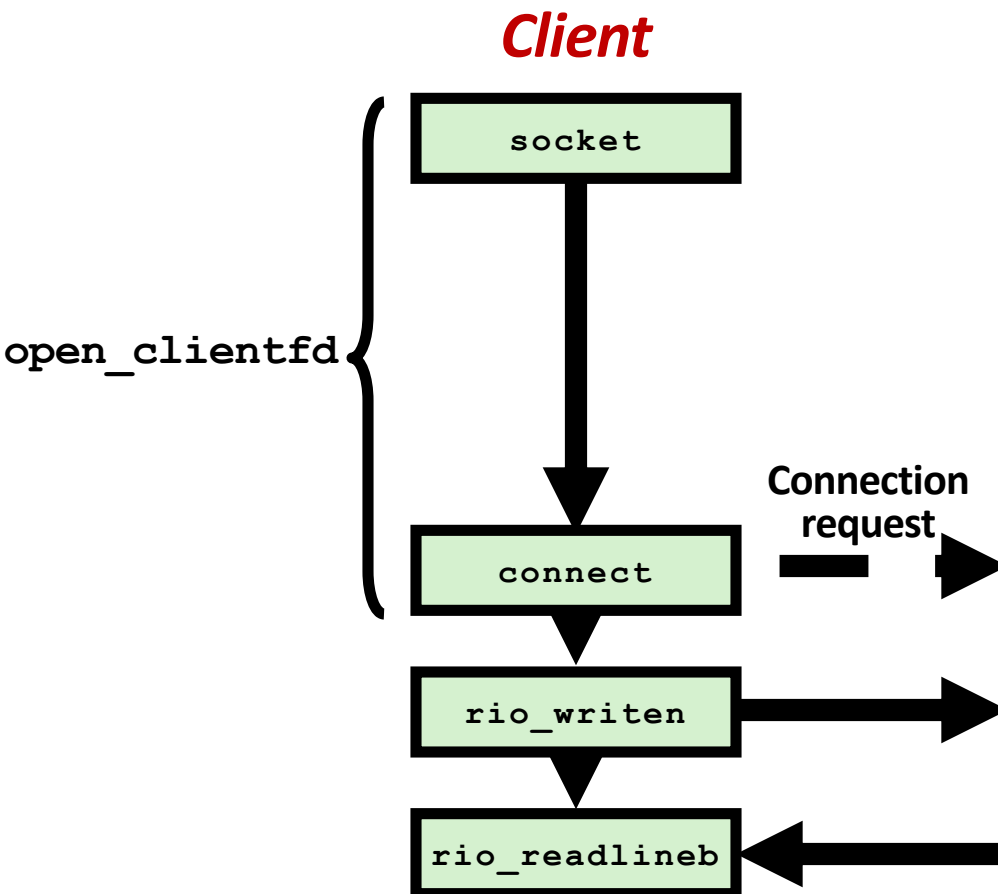 Client
socket
open_clientfd
Connection
request
connect
rio_writen
rio_readlineb